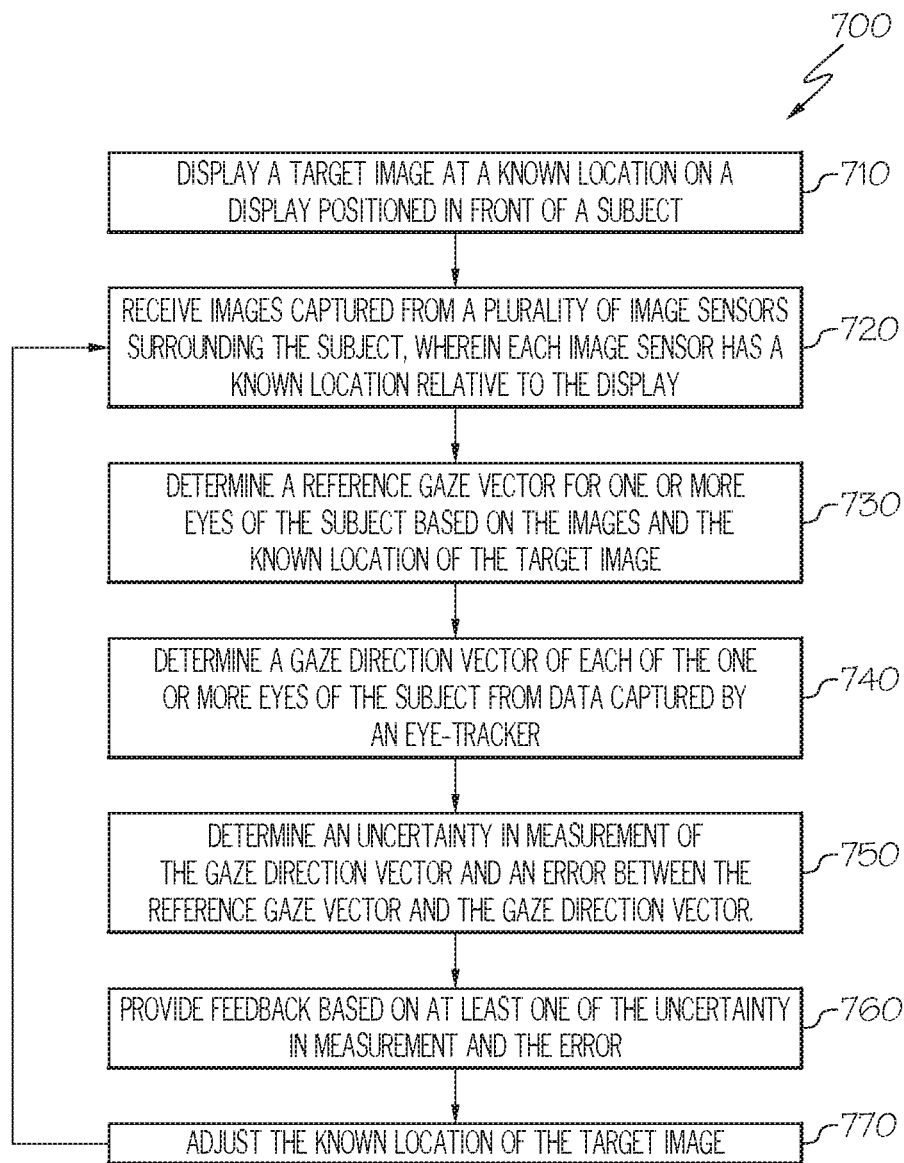 700
DISPLAY A TARGET IMAGE AT A KNOWN LOCATION ON A
DISPLAY POSITIONED IN FRONT OF A SUBJECT
710
RECEIVE IMAGES CAPTURED FROM A PLURALITY OF IMAGE SENSORS
SURROUNDING THE SUBJECT, WHEREIN EACH IMAGE SENSOR HAS A
KNOWN LOCATION RELATIVE TO THE DISPLAY
720
DETERMINE A REFERENCE GAZE VECTOR FOR ONE OR MORE
EYES OF THE SUBJECT BASED ON THE IMAGES AND THE
KNOWN LOCATION OF THE TARGET IMAGE
730
DETERMINE A GAZE DIRECTION VECTOR OF EACH OF THE ONE
OR MORE EYES OF THE SUBJECT FROM DATA CAPTURED BY
AN EYE-TRACKER
740
DETERMINE AN UNCERTAINTY IN MEASUREMENT OF
THE GAZE DIRECTION VECTOR AND AN ERROR BETWEEN THE
REFERENCE GAZE VECTOR AND THE GAZE DIRECTION VECTOR.
750
PROVIDE FEEDBACK BASED ON AT LEAST ONE OF THE UNCERTAINTY
IN MEASUREMENT AND THE ERROR
760
ADJUST THE KNOWN LOCATION OF THE TARGET IMAGE
770